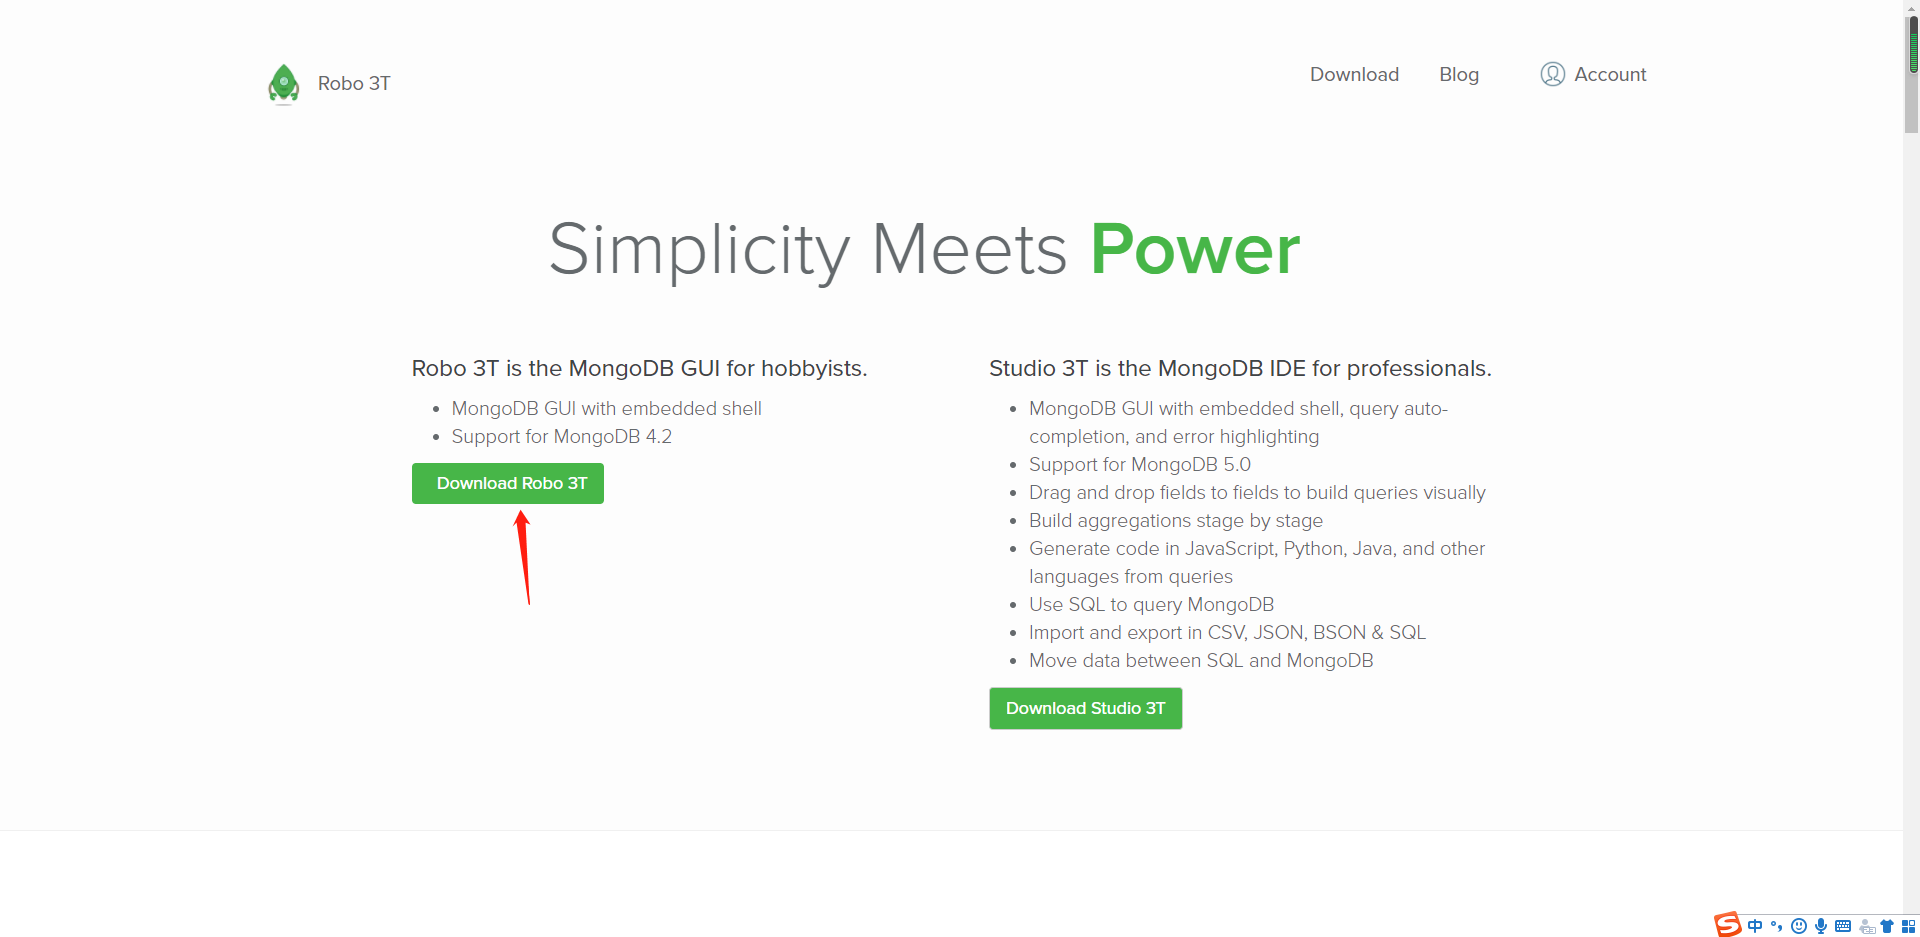 Robo 3T
Download
Blog
Account
Simplicity Meets Power
Robo 3T is the MongoDB GUI for hobbyists.
MongoDB GUI with embedded shell
Support for MongoDB 4.2
Download Robo 3T
Studio 3T is the MongoDB IDE for professionals.
MongoDB GUI with embedded shell, query auto-
completion, and error highlighting
Support for MongoDB 5.0
Drag and drop fields to fields to build queries visually
Build aggregations stage by stage
Generate code in JavaScript, Python, Java, and other
languages from queries
Use SQL to query MongoDB
Import and export in CSV, JSON, BSON & SQL
Move data between SQL and MongoDB
Download Studio 3T
中